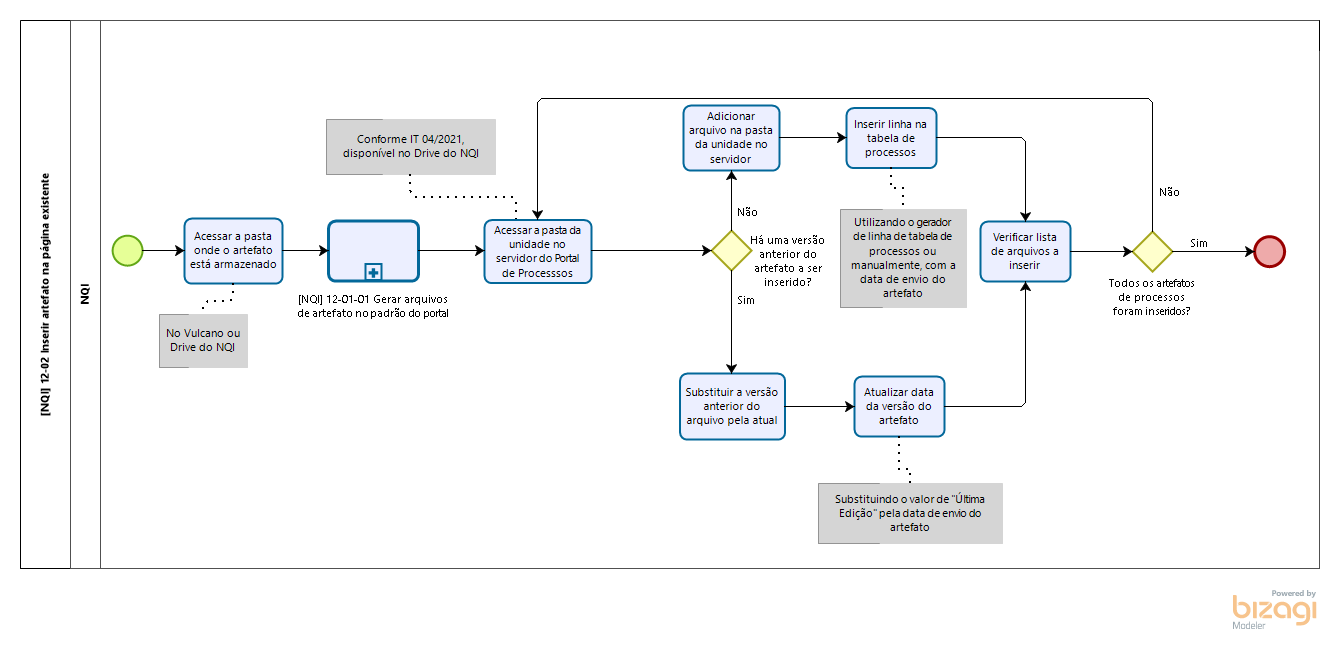 [NQI] 12-02 Inserir artefato na página existente
NQI
Acessar a pasta
onde o artefato
está armazenado
No Vulcano ou
Drive do NQI
[NQI] 12-01-01 Gerar arquivos
de artefato no padrão do portal
Conforme IT 04/2021,
disponível no Drive do NQI
Acessar a pasta da
unidade no
servidor do Portal
de Processsos
Há uma versão
anterior do
artefato a ser
inserido?
Não
Adicionar
arquivo na pasta
da unidade no
servidor
Inserir linha na
tabela de
processos
Utilizando o gerador
de linha de tabela de
processos ou
manualmente, com a
data de envio do
artefato
Sim
Substituir a versão
anterior do
arquivo pela atual
Atualizar data
da versão do
artefato
Substituindo o valor de "Última
Edição" pela data de envio do
artefato
Verificar lista
de arquivos a
inserir
Todos os artefatos
de processos
foram inseridos?
Não
Sim
Powered by
bizagi
Modeler